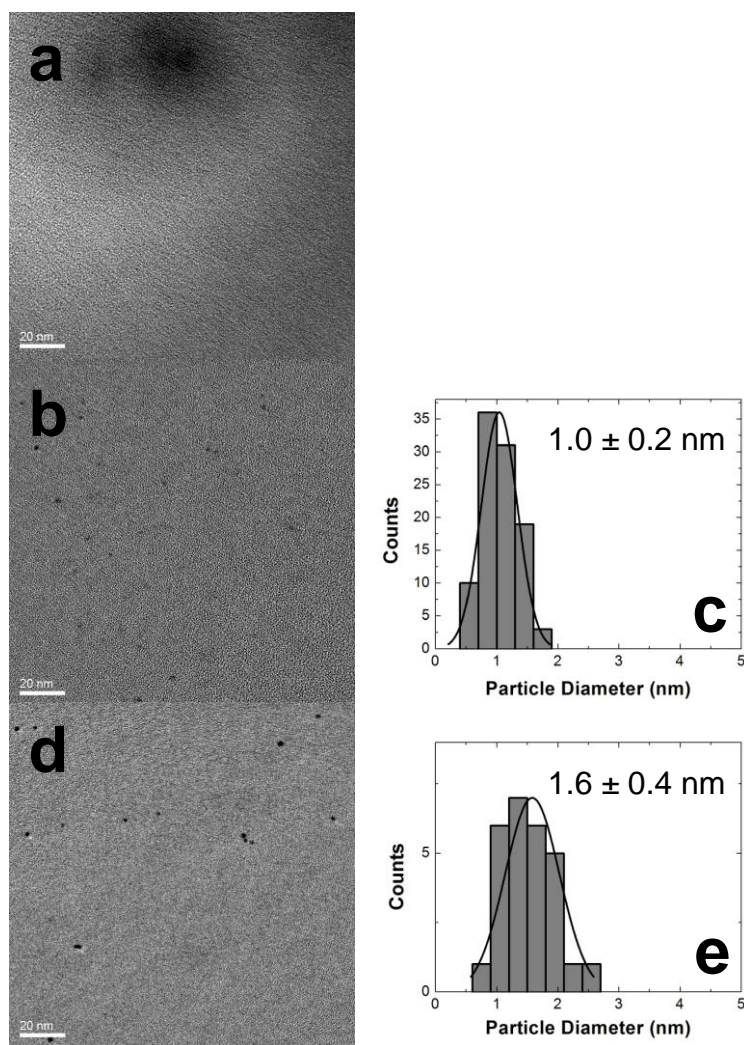 a
20 nm
b
20 nm
35
30
25
20
15
10
5
0
Counts
1.0 ± 0.2 nm
c
0 1 2 3 4 5
Particle Diameter (nm)
d
20 nm
5
0
Counts
1.6 ± 0.4 nm
e
0 1 2 3 4 5
Particle Diameter (nm)